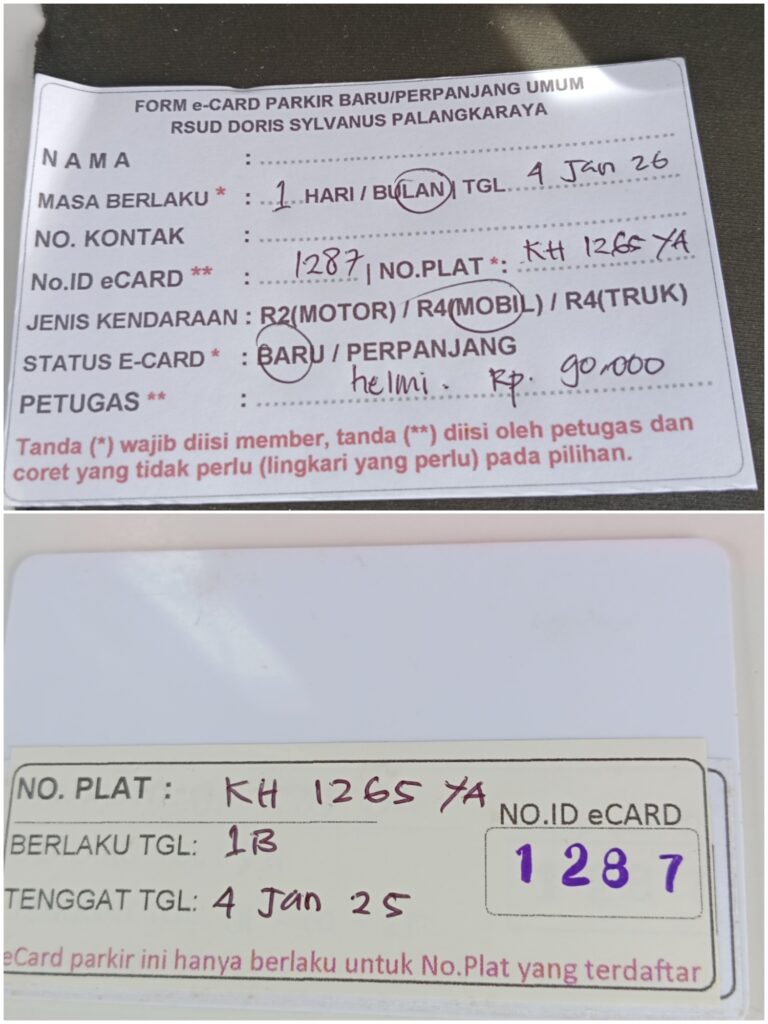 FORM e-CARD PARKIR BARU/PERPANJANG UMUM
RSUD DORIS SYLVANUS PALANGKARAYA
NAMA :
MASA BERLAKU * : 1 HARI / BULAN | TGL 4 Jan 26
NO. KONTAK :
No.ID eCARD ** : 1287 | NO.PLAT *: KH 1265 YA
JENIS KENDARAAN : R2(MOTOR) / R4(MOBIL) / R4(TRUK)
STATUS E-CARD * : BARU / PERPANJANG
PETUGAS ** : helmi. Rp. 90.000
Tanda (*) wajib diisi member, tanda (**) diisi oleh petugas dan
coret yang tidak perlu (lingkari yang perlu) pada pilihan.
NO. PLAT : KH 1265 YA
NO.ID eCARD
BERLAKU TGL: 1B
1287
TENGGAT TGL: 4 Jan 25
eCard parkir ini hanya berlaku untuk No.Plat yang terdaftar